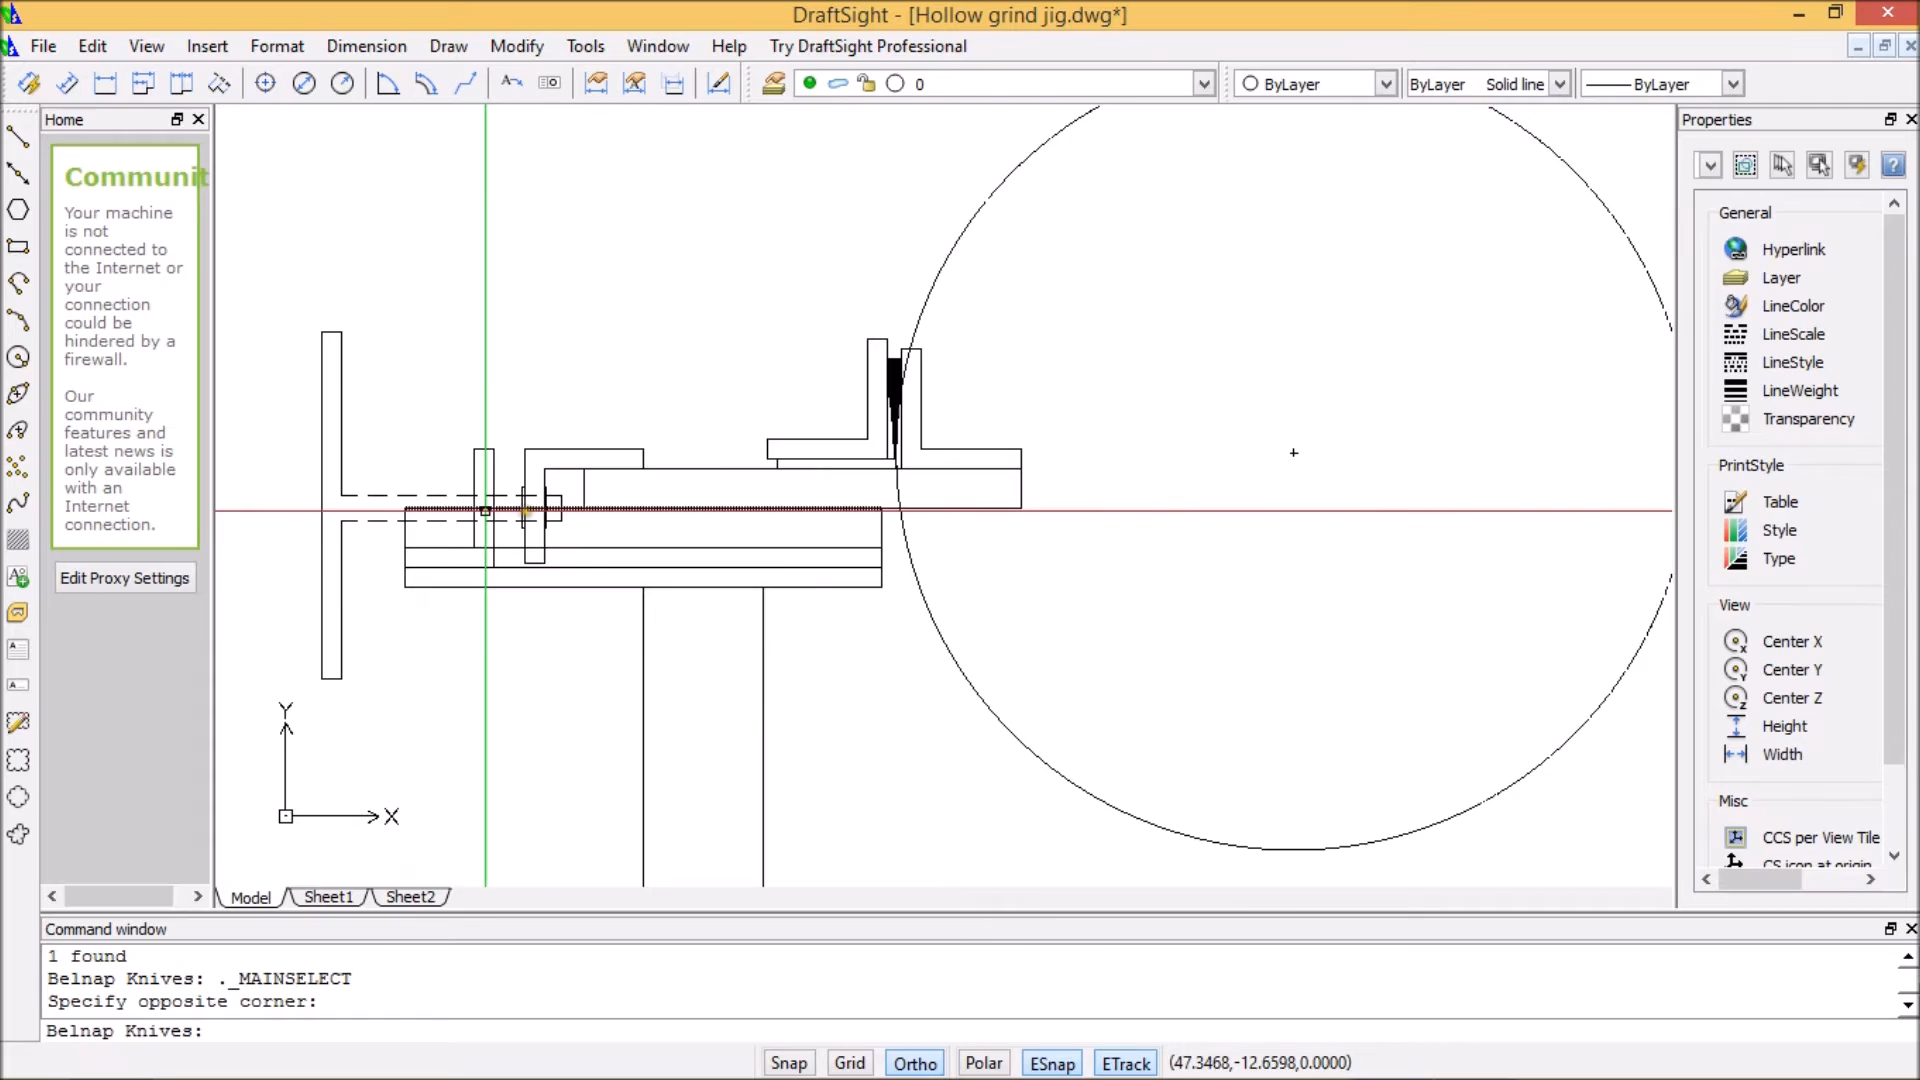 DraftSight - [Hollow grind jig.dwg*]
File Edit View Insert Format Dimension Draw Modify Tools Window Help Try DraftSight Professional
0 ByLayer ByLayer Solid line ByLayer
Home
Communit
Your machine
is not
connected to
the Internet or
your
connection
could be
hindered by a
firewall.
Our
community
features and
latest news is
only available
with an
Internet
connection.
Edit Proxy Settings
Y
X
Model Sheet1 Sheet2
Properties
General
Hyperlink
Layer
LineColor
LineScale
LineStyle
LineWeight
Transparency
PrintStyle
Table
Style
Type
View
Center X
Center Y
Center Z
Height
Width
Misc
CCS per View Tile
CS icon at origin
Command window
1 found
Belnap Knives: ._MAINSELECT
Specify opposite corner:
Belnap Knives:
Snap Grid Ortho Polar ESnap ETrack (47.3468,-12.6598,0.0000)